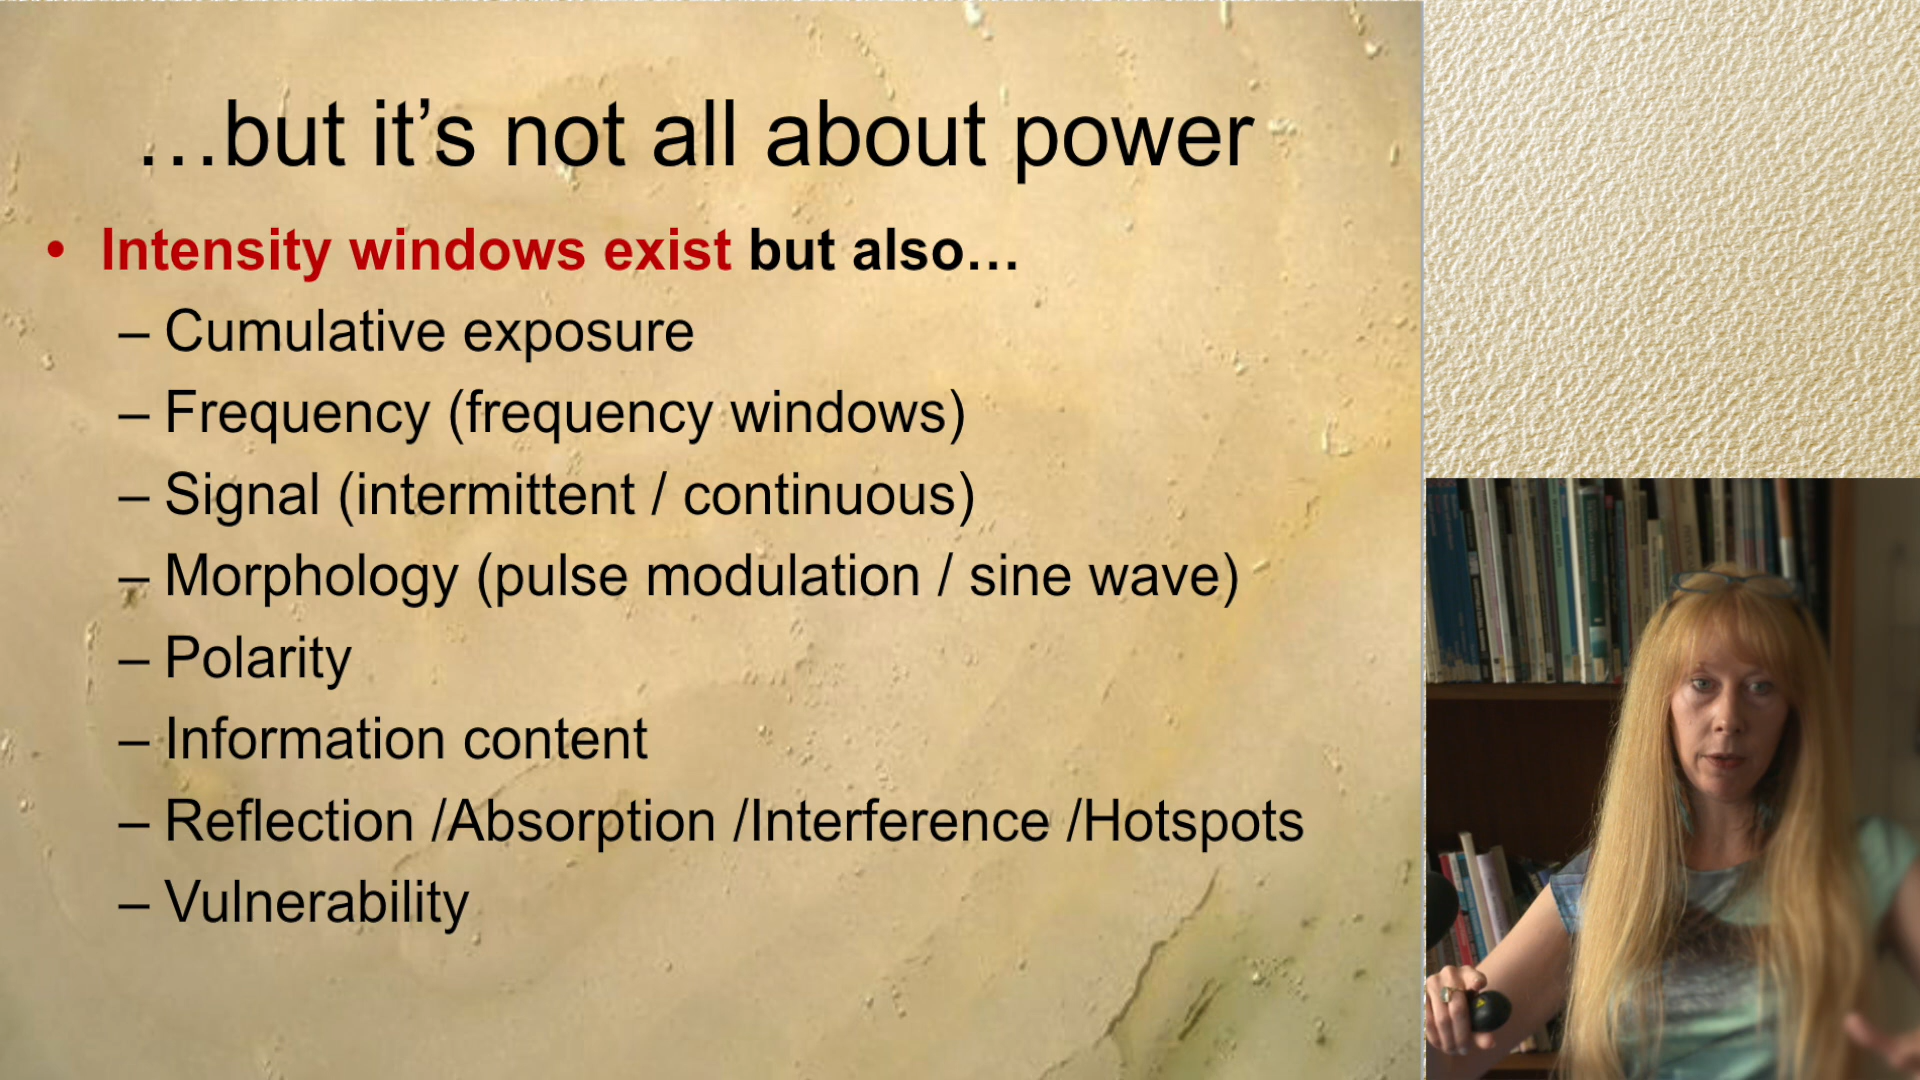 …but it’s not all about power
• Intensity windows exist but also…
– Cumulative exposure
– Frequency (frequency windows)
– Signal (intermittent / continuous)
– Morphology (pulse modulation / sine wave)
– Polarity
– Information content
– Reflection /Absorption /Interference /Hotspots
– Vulnerability